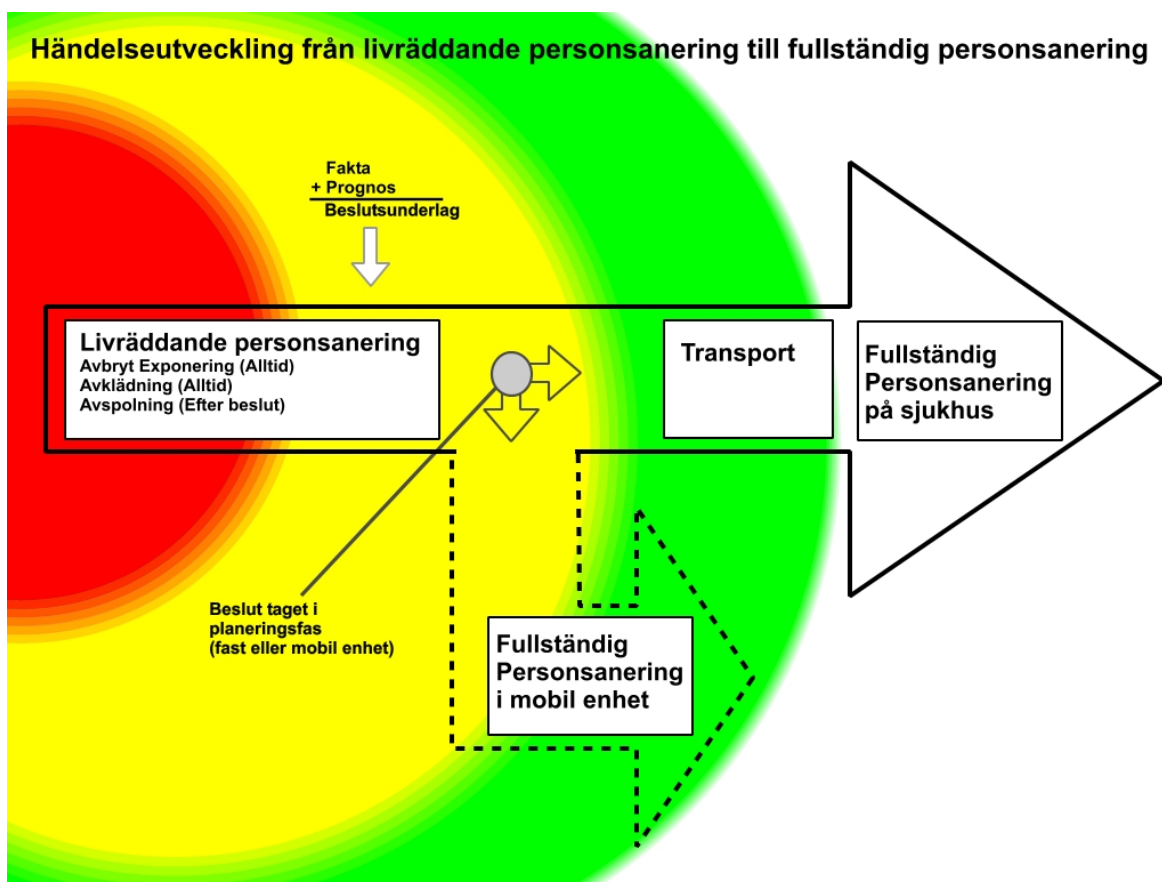 Händelseutveckling från livräddande personsanering till fullständig personsanering
Fakta
+ Prognos
Beslutsunderlag
Livräddande personsanering
Avbryt Exponering (Alltid)
Avklädning (Alltid)
Avspolning (Efter beslut)
Transport
Fullständig
Personsanering
på sjukhus
Beslut taget i
planeringsfas
(fast eller mobil enhet)
Fullständig
Personsanering
i mobil enhet